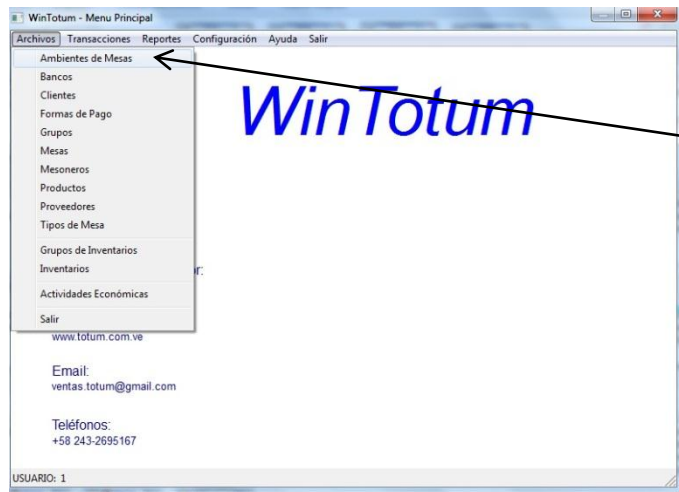 WinTotum - Menu Principal
Archivos Transacciones Reportes Configuración Ayuda Salir
Ambientes de Mesas
Bancos
Clientes
Formas de Pago
Grupos
Mesas
Mesoneros
Productos
Proveedores
Tipos de Mesa
Grupos de Inventarios
Inventarios
Actividades Económicas
Salir
WinTotum
r:
www.totum.com.ve
Email:
ventas.totum@gmail.com
Teléfonos:
+58 243-2695167
USUARIO: 1